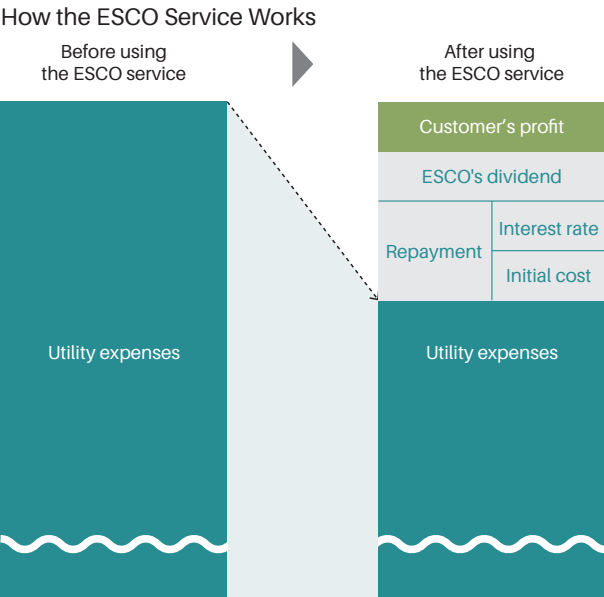 How the ESCO Service Works
Before using
the ESCO service
After using
the ESCO service
Customer’s profit
ESCO's dividend
Repayment
Interest rate
Initial cost
Utility expenses
Utility expenses